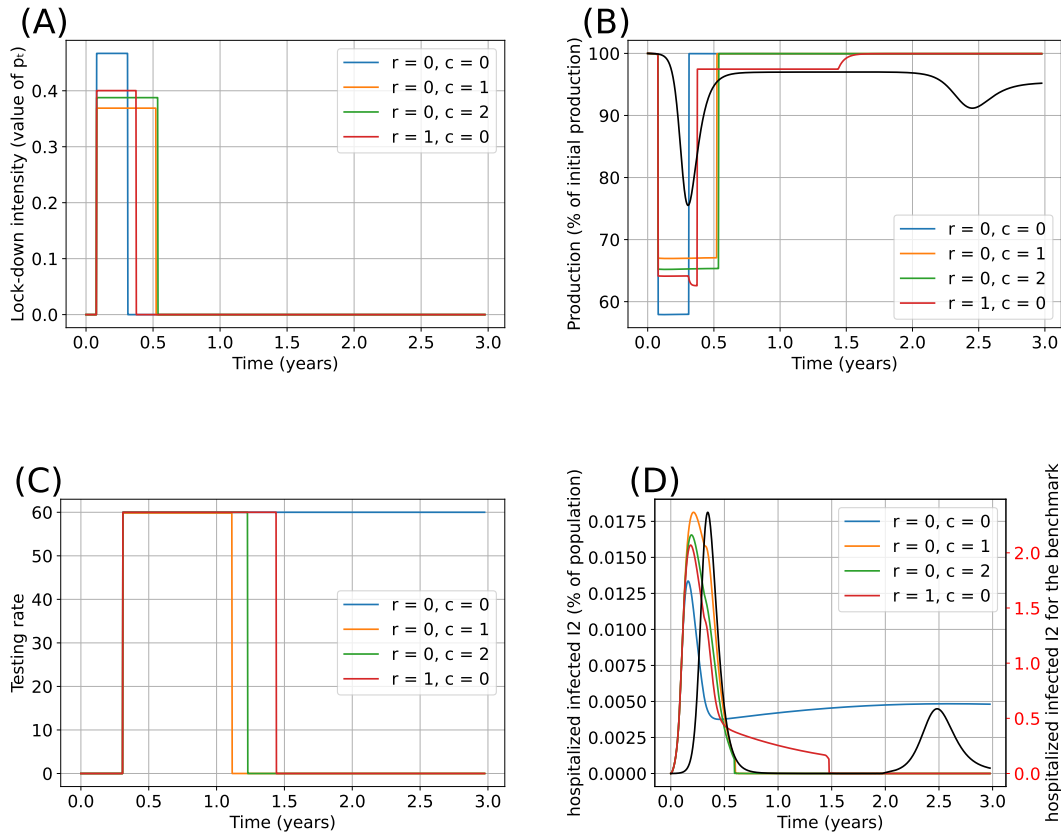 (A)
Lock-down intensity (value of pₜ)
0.4
0.3
0.2
0.1
0.0
r = 0, c = 0
r = 0, c = 1
r = 0, c = 2
r = 1, c = 0
0.0 0.5 1.0 1.5 2.0 2.5 3.0
Time (years)
(B)
Production (% of initial production)
100
90
80
70
60
r = 0, c = 0
r = 0, c = 1
r = 0, c = 2
r = 1, c = 0
0.0 0.5 1.0 1.5 2.0 2.5 3.0
Time (years)
(C)
Testing rate
60
50
40
30
20
10
0
r = 0, c = 0
r = 0, c = 1
r = 0, c = 2
r = 1, c = 0
0.0 0.5 1.0 1.5 2.0 2.5 3.0
Time (years)
(D)
hospitalized infected I2 (% of population)
0.0175
0.0150
0.0125
0.0100
0.0075
0.0050
0.0025
0.0000
r = 0, c = 0
r = 0, c = 1
r = 0, c = 2
r = 1, c = 0
0.0 0.5 1.0 1.5 2.0 2.5 3.0
Time (years)
2.0
1.5
1.0
0.5
0.0
hospitalized infected I2 for the benchmark